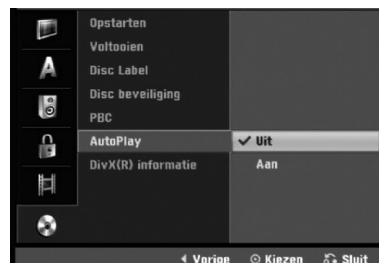 Opstarten
Voltooien
Disc Label
Disc beveiliging
PBC
AutoPlay
✓ Uit
DivX(R) informatie
Aan
Vorige
Kiezen
Sluit